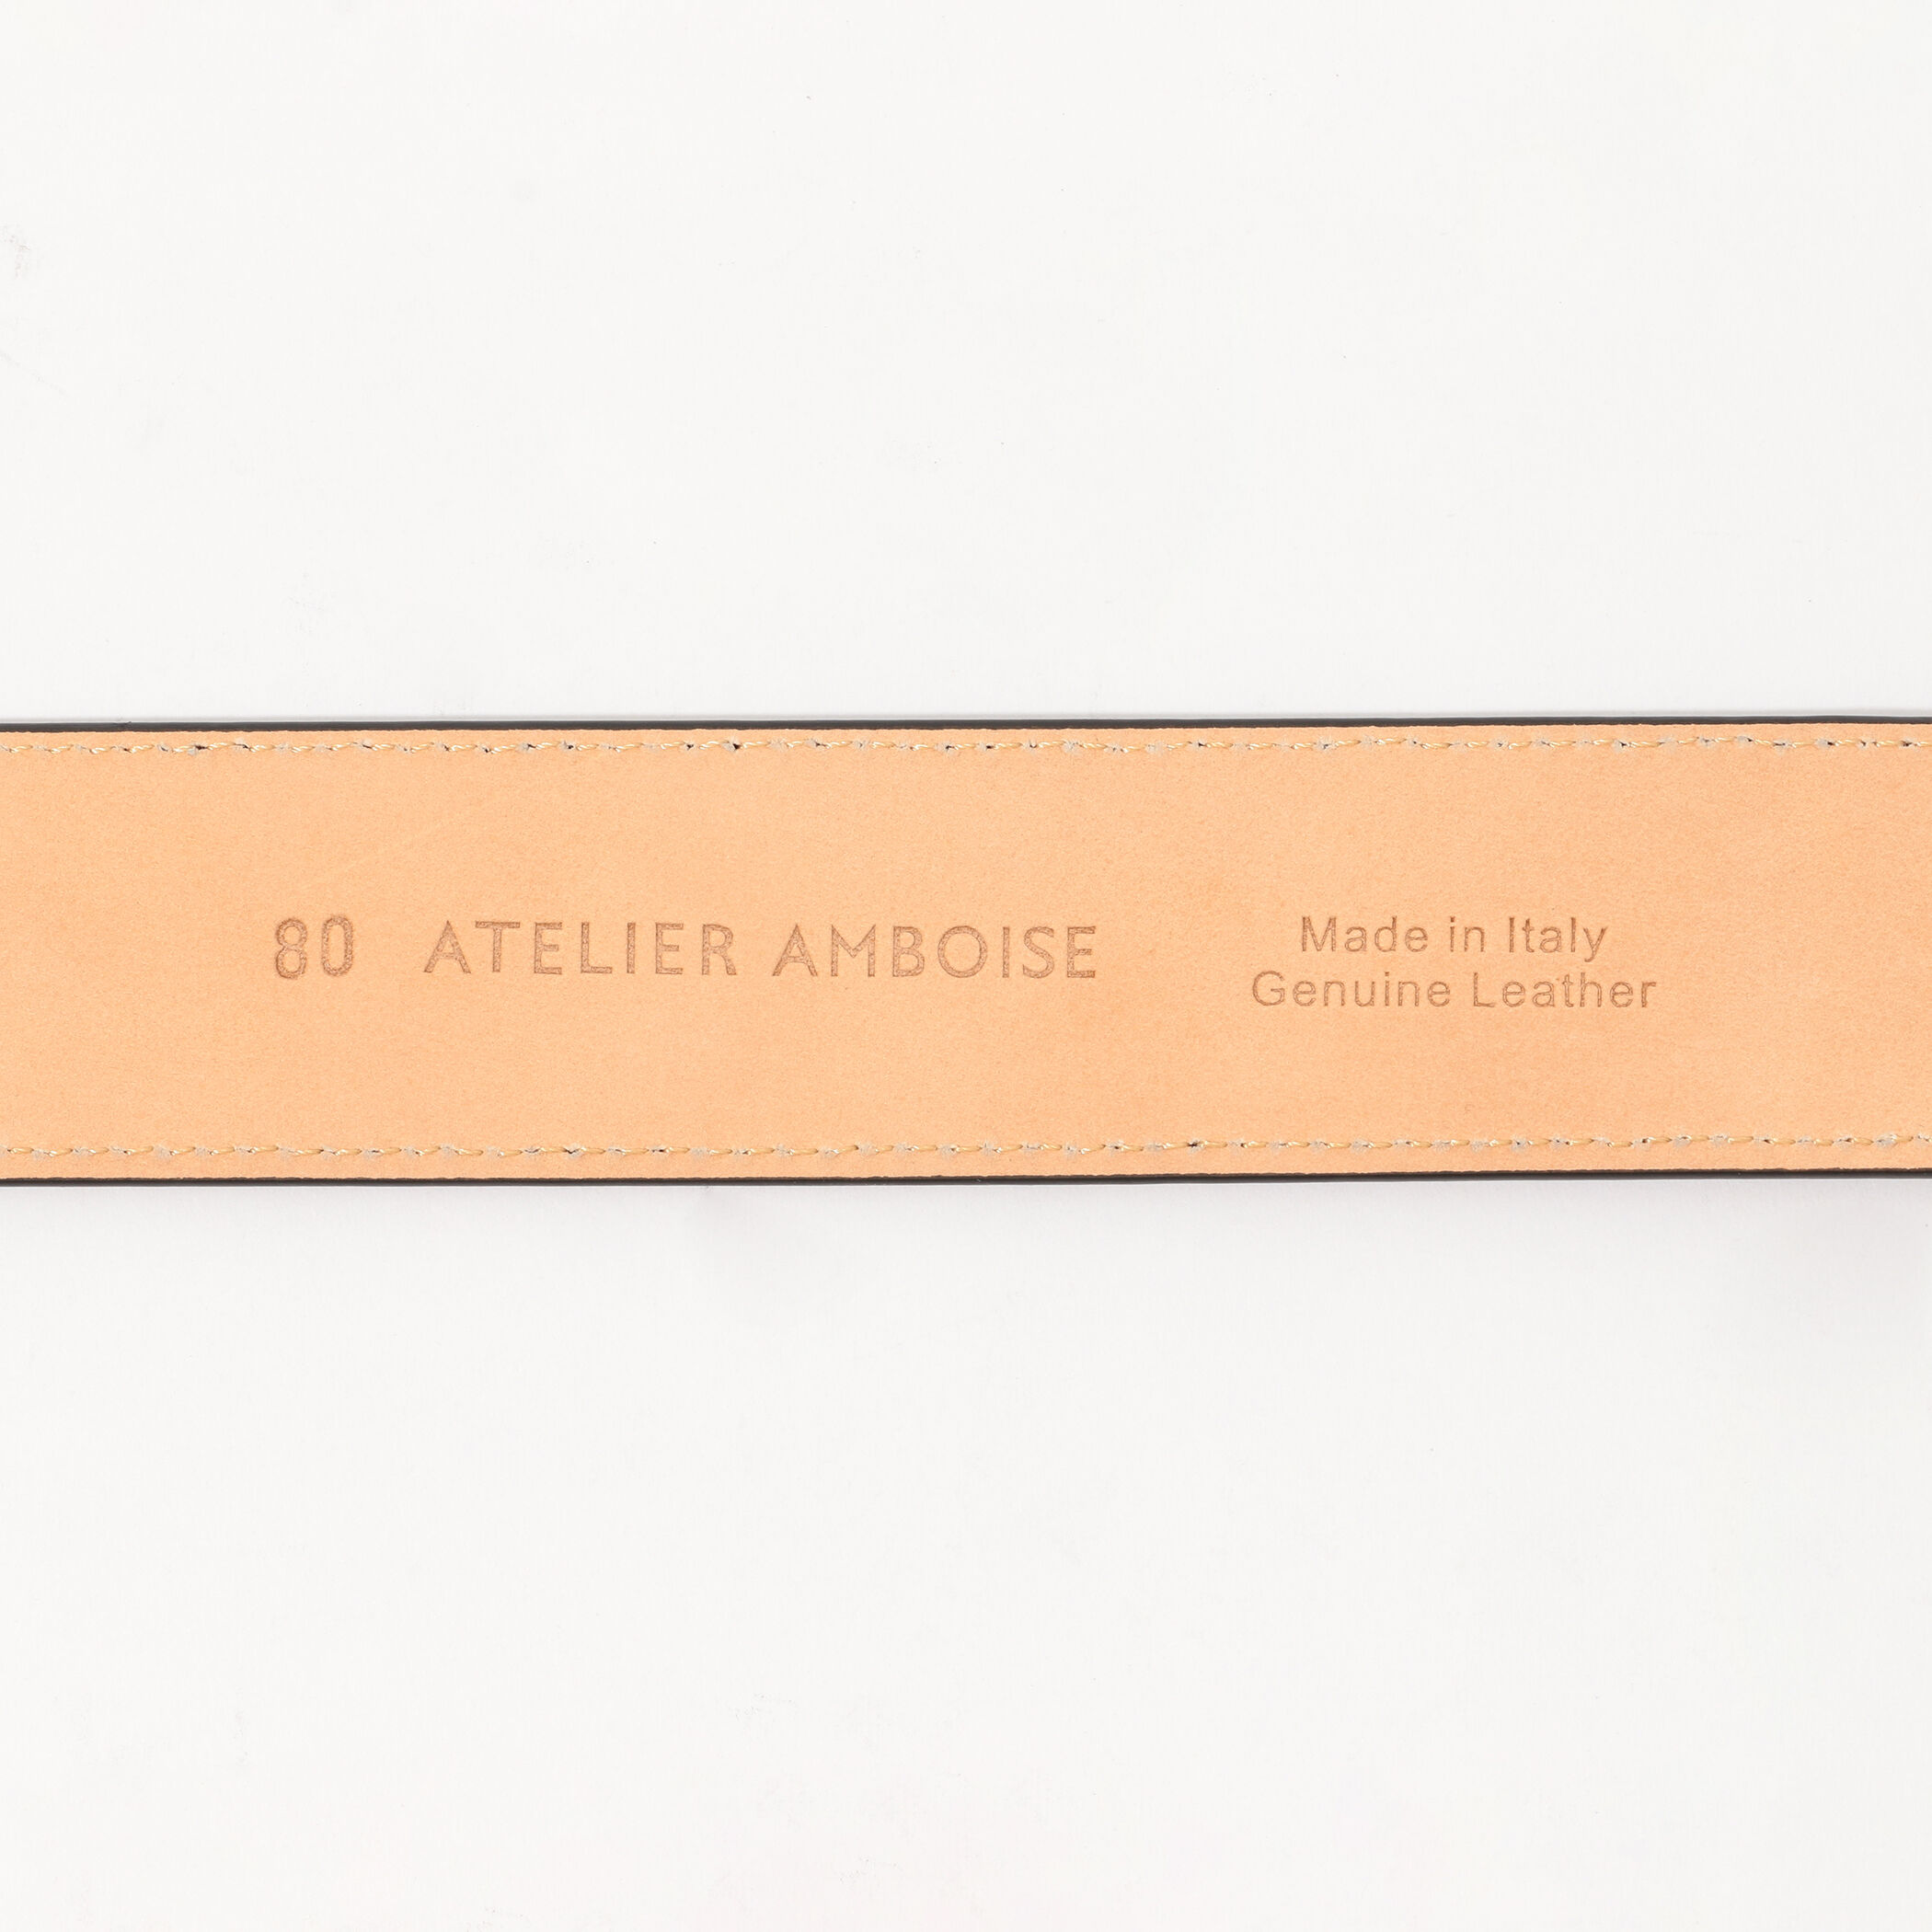 80 ATELIER AMBOISE
Made in Italy
Genuine Leather